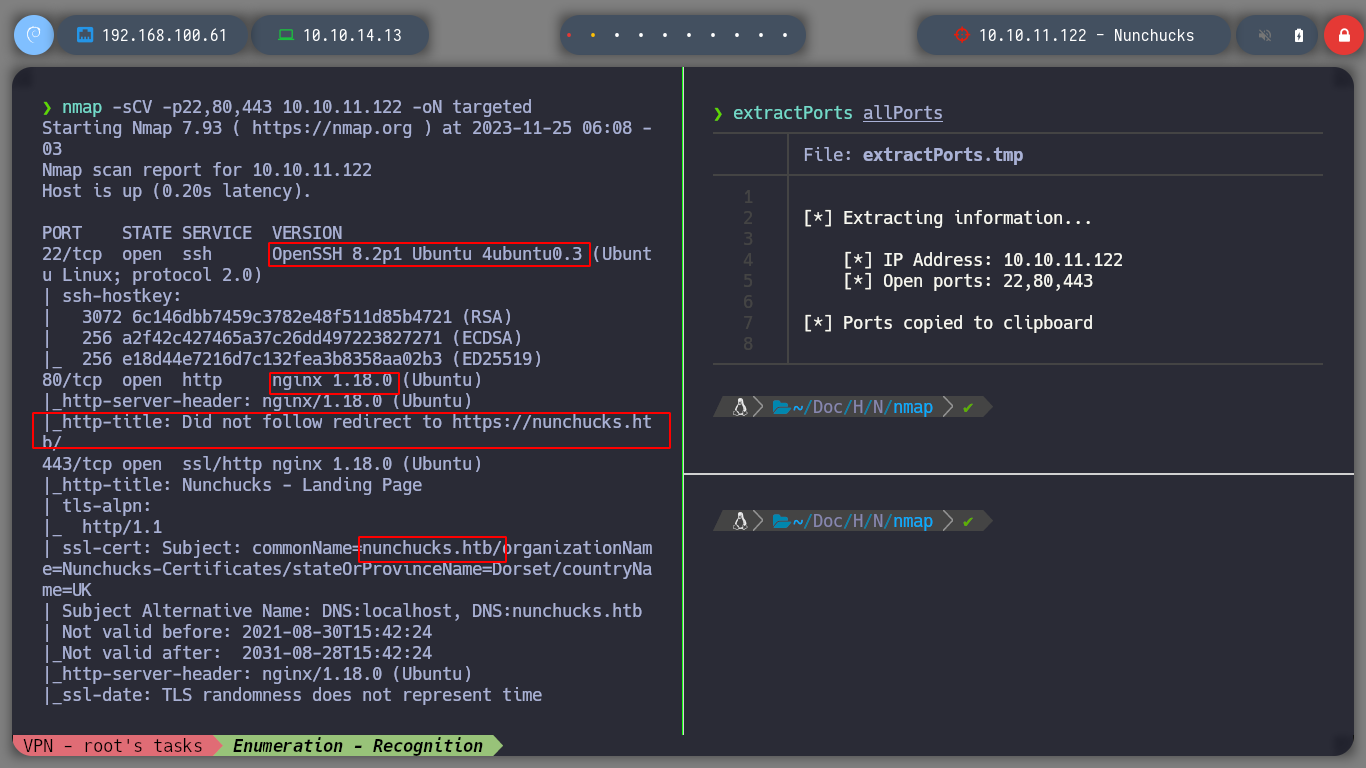 192.168.100.61
10.10.14.13
10.10.11.122 - Nunchucks
❯ nmap -sCV -p22,80,443 10.10.11.122 -oN targeted
Starting Nmap 7.93 ( https://nmap.org ) at 2023-11-25 06:08 -
03
Nmap scan report for 10.10.11.122
Host is up (0.20s latency).
PORT    STATE SERVICE  VERSION
22/tcp  open  ssh      OpenSSH 8.2p1 Ubuntu 4ubuntu0.3 (Ubunt
u Linux; protocol 2.0)
| ssh-hostkey:
|   3072 6c146dbb7459c3782e48f511d85b4721 (RSA)
|   256 a2f42c427465a37c26dd497223827271 (ECDSA)
|_  256 e18d44e7216d7c132fea3b8358aa02b3 (ED25519)
80/tcp  open  http     nginx 1.18.0 (Ubuntu)
|_http-server-header: nginx/1.18.0 (Ubuntu)
|_http-title: Did not follow redirect to https://nunchucks.ht
b/
443/tcp open  ssl/http nginx 1.18.0 (Ubuntu)
|_http-title: Nunchucks - Landing Page
| tls-alpn:
|_  http/1.1
| ssl-cert: Subject: commonName=nunchucks.htb/organizationNam
e=Nunchucks-Certificates/stateOrProvinceName=Dorset/countryNa
me=UK
| Subject Alternative Name: DNS:localhost, DNS:nunchucks.htb
| Not valid before: 2021-08-30T15:42:24
|_Not valid after:  2031-08-28T15:42:24
|_http-server-header: nginx/1.18.0 (Ubuntu)
|_ssl-date: TLS randomness does not represent time
❯ extractPorts allPorts
File: extractPorts.tmp
1
2 [*] Extracting information...
3
4 [*] IP Address: 10.10.11.122
5 [*] Open ports: 22,80,443
6
7 [*] Ports copied to clipboard
8
~/Doc/H/N/nmap ✔
~/Doc/H/N/nmap ✔
VPN - root's tasks
Enumeration - Recognition